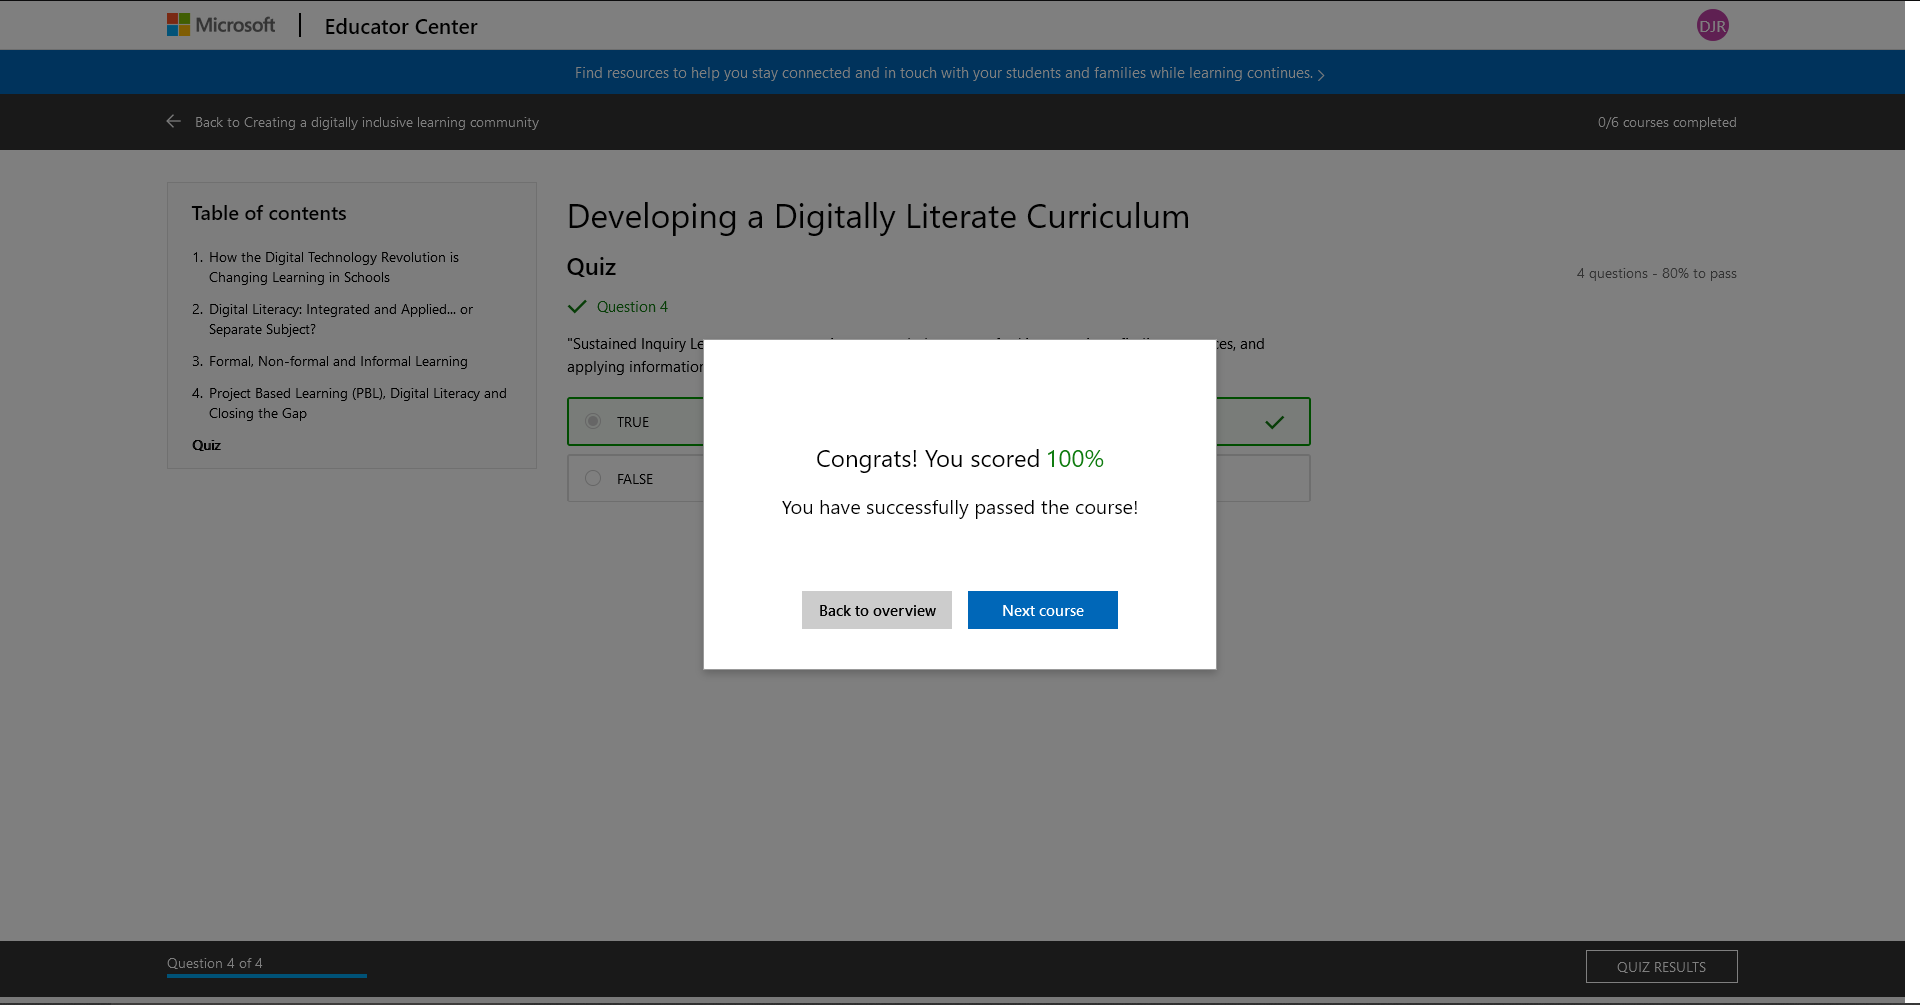 Microsoft
Educator Center
DJR
Find resources to help you stay connected and in touch with your students and families while learning continues.
Back to Creating a digitally inclusive learning community
0/6 courses completed
Table of contents
1. How the Digital Technology Revolution is
Changing Learning in Schools
2. Digital Literacy: Integrated and Applied... or
Separate Subject?
3. Formal, Non-formal and Informal Learning
4. Project Based Learning (PBL), Digital Literacy and
Closing the Gap
Quiz
Developing a Digitally Literate Curriculum
Quiz
4 questions - 80% to pass
Question 4
"Sustained Inquiry and
applying information
TRUE
FALSE
Congrats! You scored 100%
You have successfully passed the course!
Back to overview
Next course
Question 4 of 4
QUIZ RESULTS